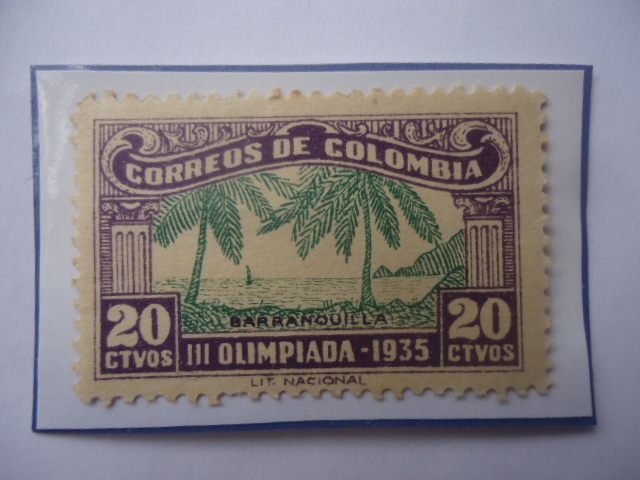 CORREOS DE COLOMBIA
BARRANQUILLA
20 CTVOS
III OLIMPIADA - 1935
20 CTVOS
LIT. NACIONAL